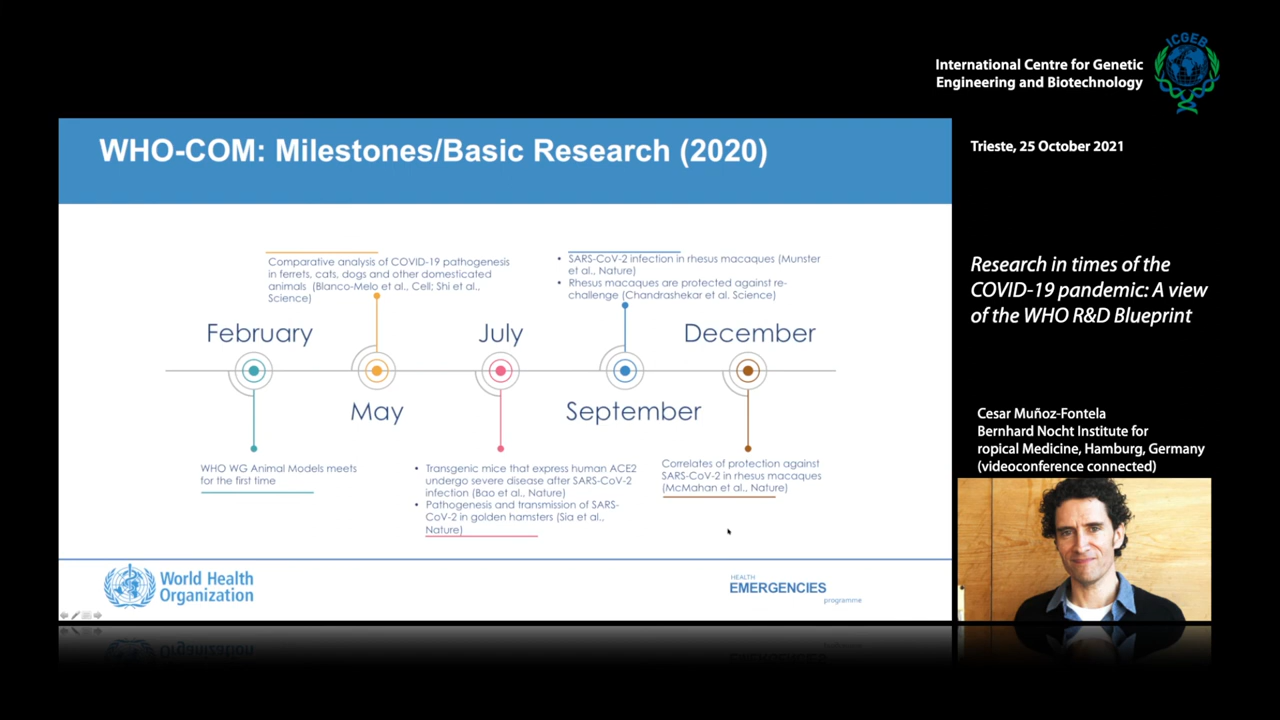 ICGEB
International Centre for Genetic
Engineering and Biotechnology
Trieste, 25 October 2021
WHO-COM: Milestones/Basic Research (2020)
Comparative analysis of COVID-19 pathogenesis
in ferrets, cats, dogs and other domesticated
animals (Blanco-Melo et al., Cell; Shi et al.,
Science)
• SARS-CoV-2 infection in rhesus macaques (Munster
et al., Nature)
• Rhesus macaques are protected against re-
challenge (Chandrashekar et al. Science)
February
July
December
May
September
WHO WG Animal Models meets
for the first time
• Transgenic mice that express human ACE2
undergo severe disease after SARS-CoV-2
infection (Bao et al., Nature)
• Pathogenesis and transmission of SARS-
CoV-2 in golden hamsters (Sia et al.,
Nature)
Correlates of protection against
SARS-CoV-2 in rhesus macaques
(McMahan et al., Nature)
World Health
Organization
HEALTH
EMERGENCIES
programme
Research in times of the
COVID-19 pandemic: A view
of the WHO R&D Blueprint
Cesar Muñoz-Fontela
Bernhard Nocht Institute for
ropical Medicine, Hamburg, Germany
(videoconference connected)